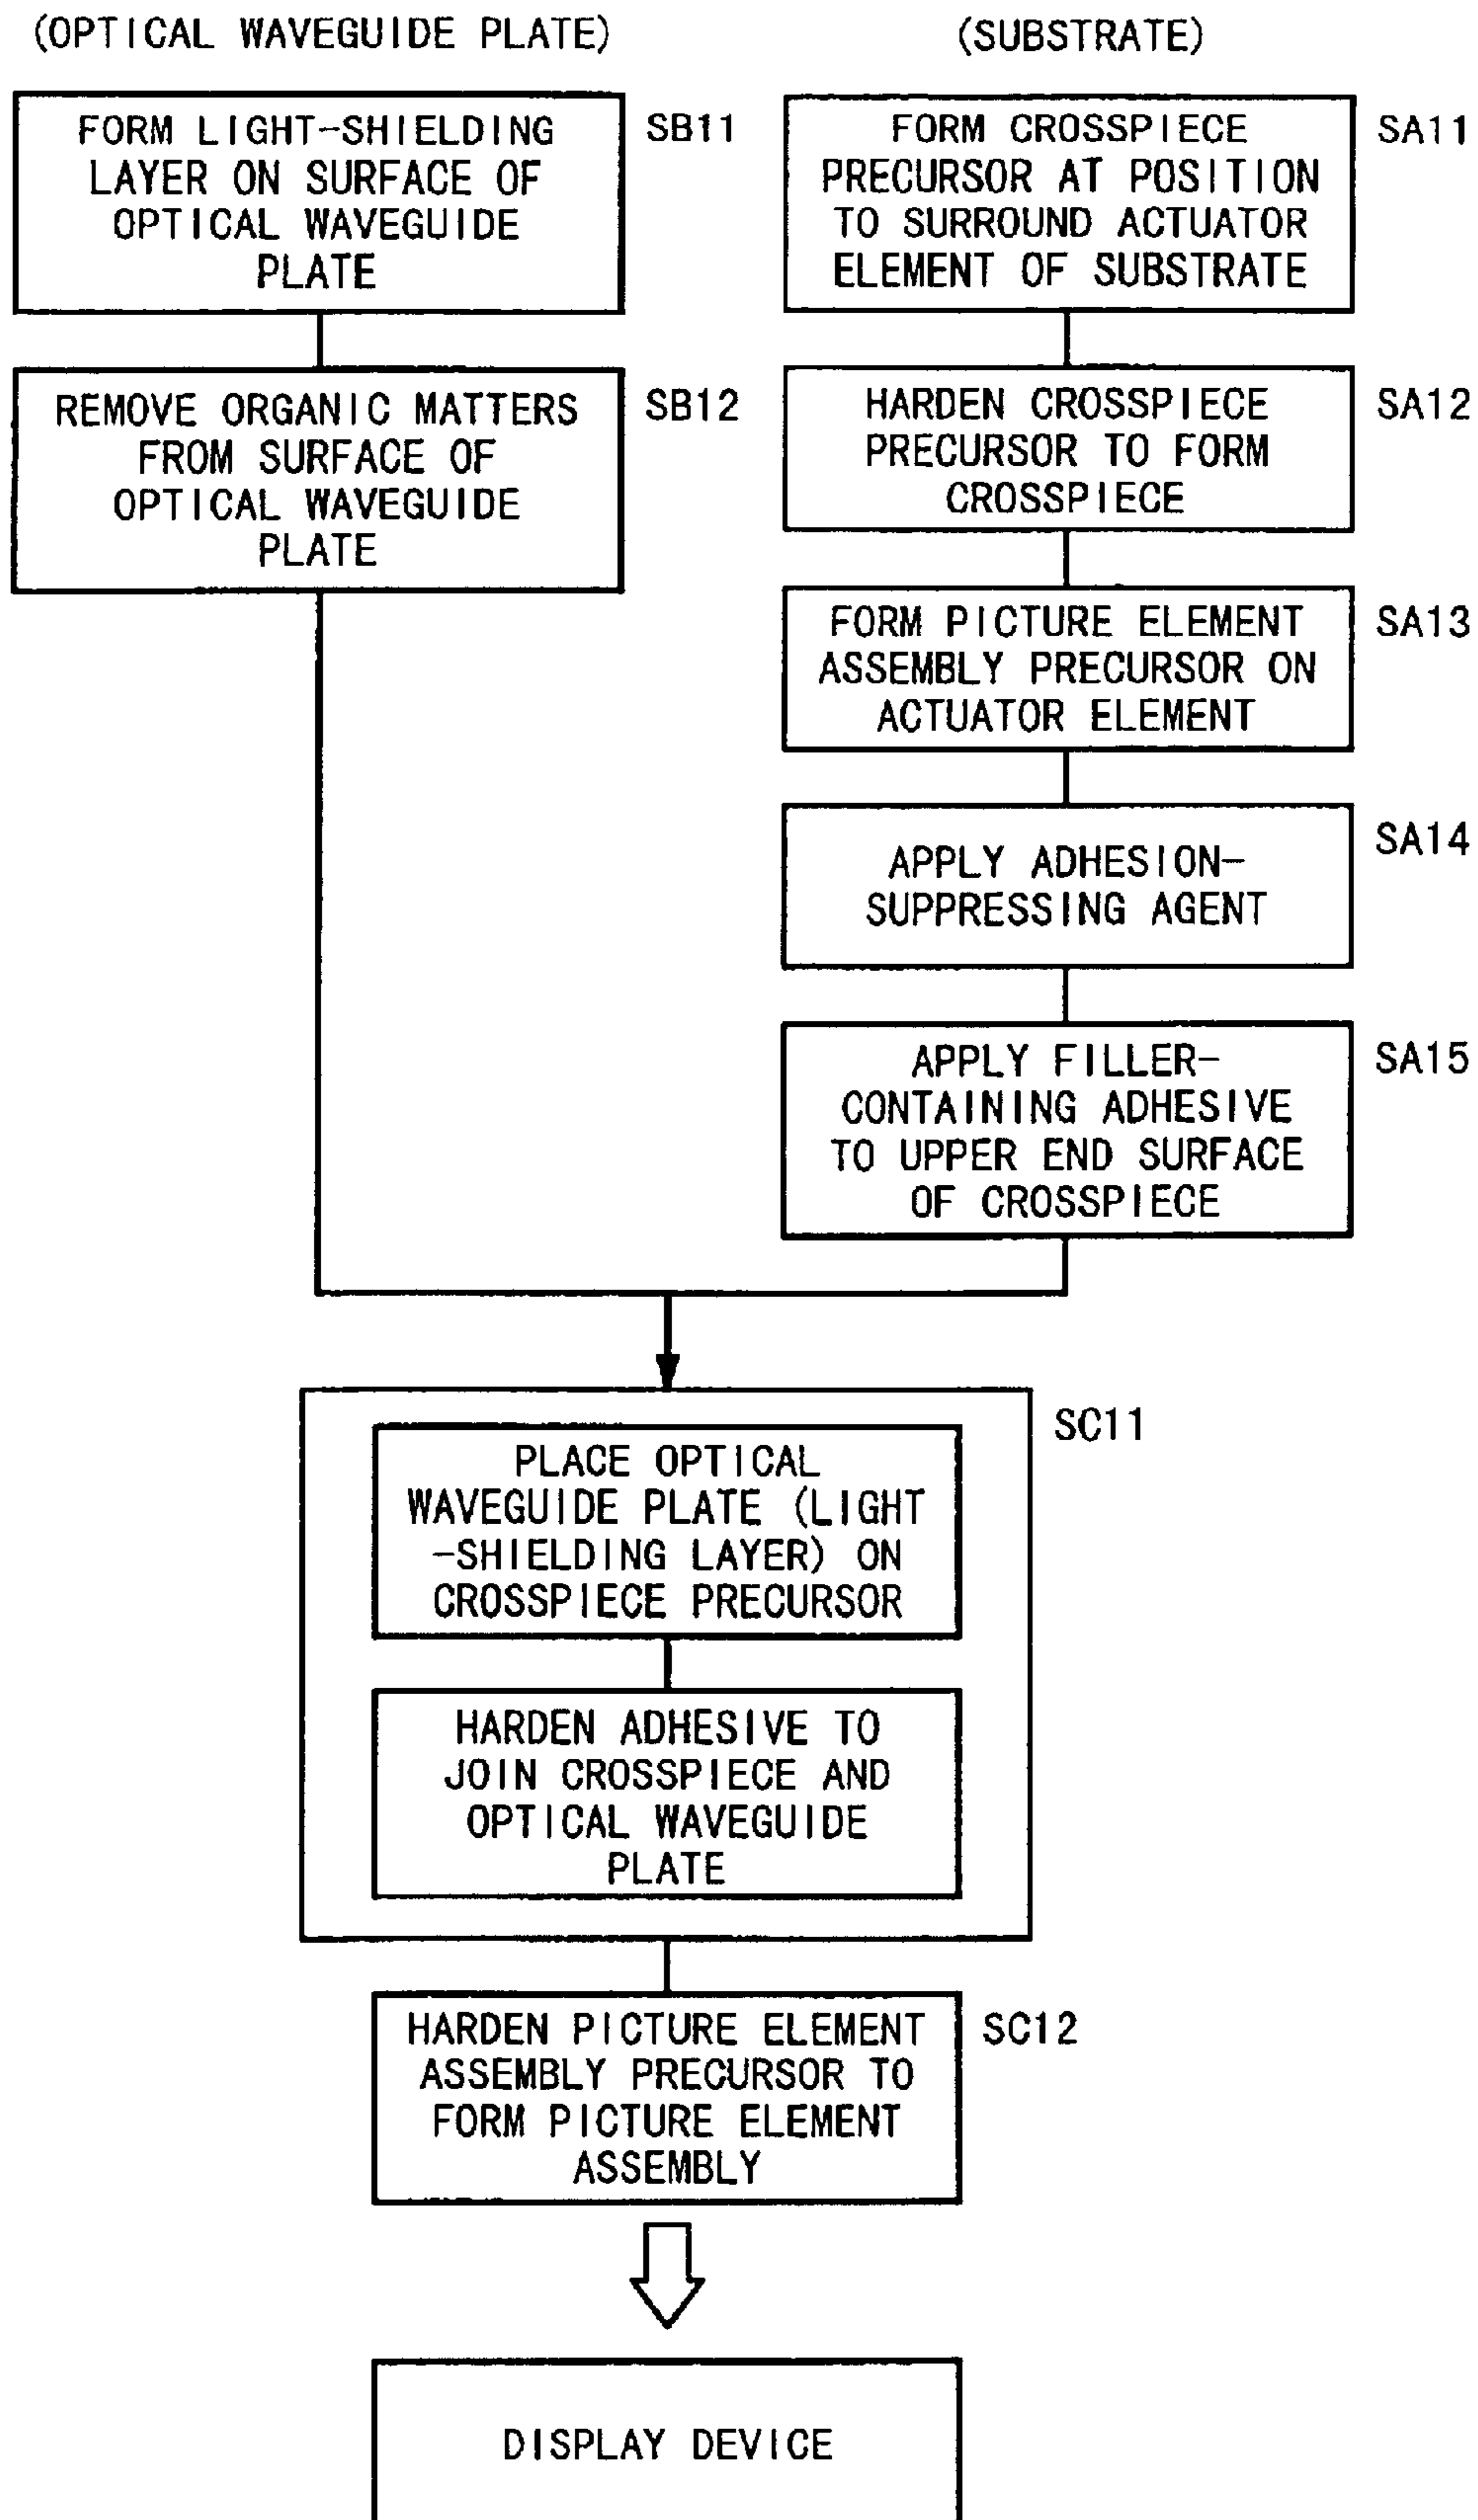 (OPTICAL WAVEGUIDE PLATE)
FORM LIGHT-SHIELDING
LAYER ON SURFACE OF
OPTICAL WAVEGUIDE
PLATE
SB11
REMOVE ORGANIC MATTERS
FROM SURFACE OF
OPTICAL WAVEGUIDE
PLATE
SB12
(SUBSTRATE)
FORM CROSSPIECE
PRECURSOR AT POSITION
TO SURROUND ACTUATOR
ELEMENT OF SUBSTRATE
SA11
HARDEN CROSSPIECE
PRECURSOR TO FORM
CROSSPIECE
SA12
FORM PICTURE ELEMENT
ASSEMBLY PRECURSOR ON
ACTUATOR ELEMENT
SA13
APPLY ADHESION-
SUPPRESSING AGENT
SA14
APPLY FILLER-
CONTAINING ADHESIVE
TO UPPER END SURFACE
OF CROSSPIECE
SA15
PLACE OPTICAL
WAVEGUIDE PLATE (LIGHT
-SHIELDING LAYER) ON
CROSSPIECE PRECURSOR
SC11
HARDEN ADHESIVE TO
JOIN CROSSPIECE AND
OPTICAL WAVEGUIDE
PLATE
HARDEN PICTURE ELEMENT
ASSEMBLY PRECURSOR TO
FORM PICTURE ELEMENT
ASSEMBLY
SC12
DISPLAY DEVICE